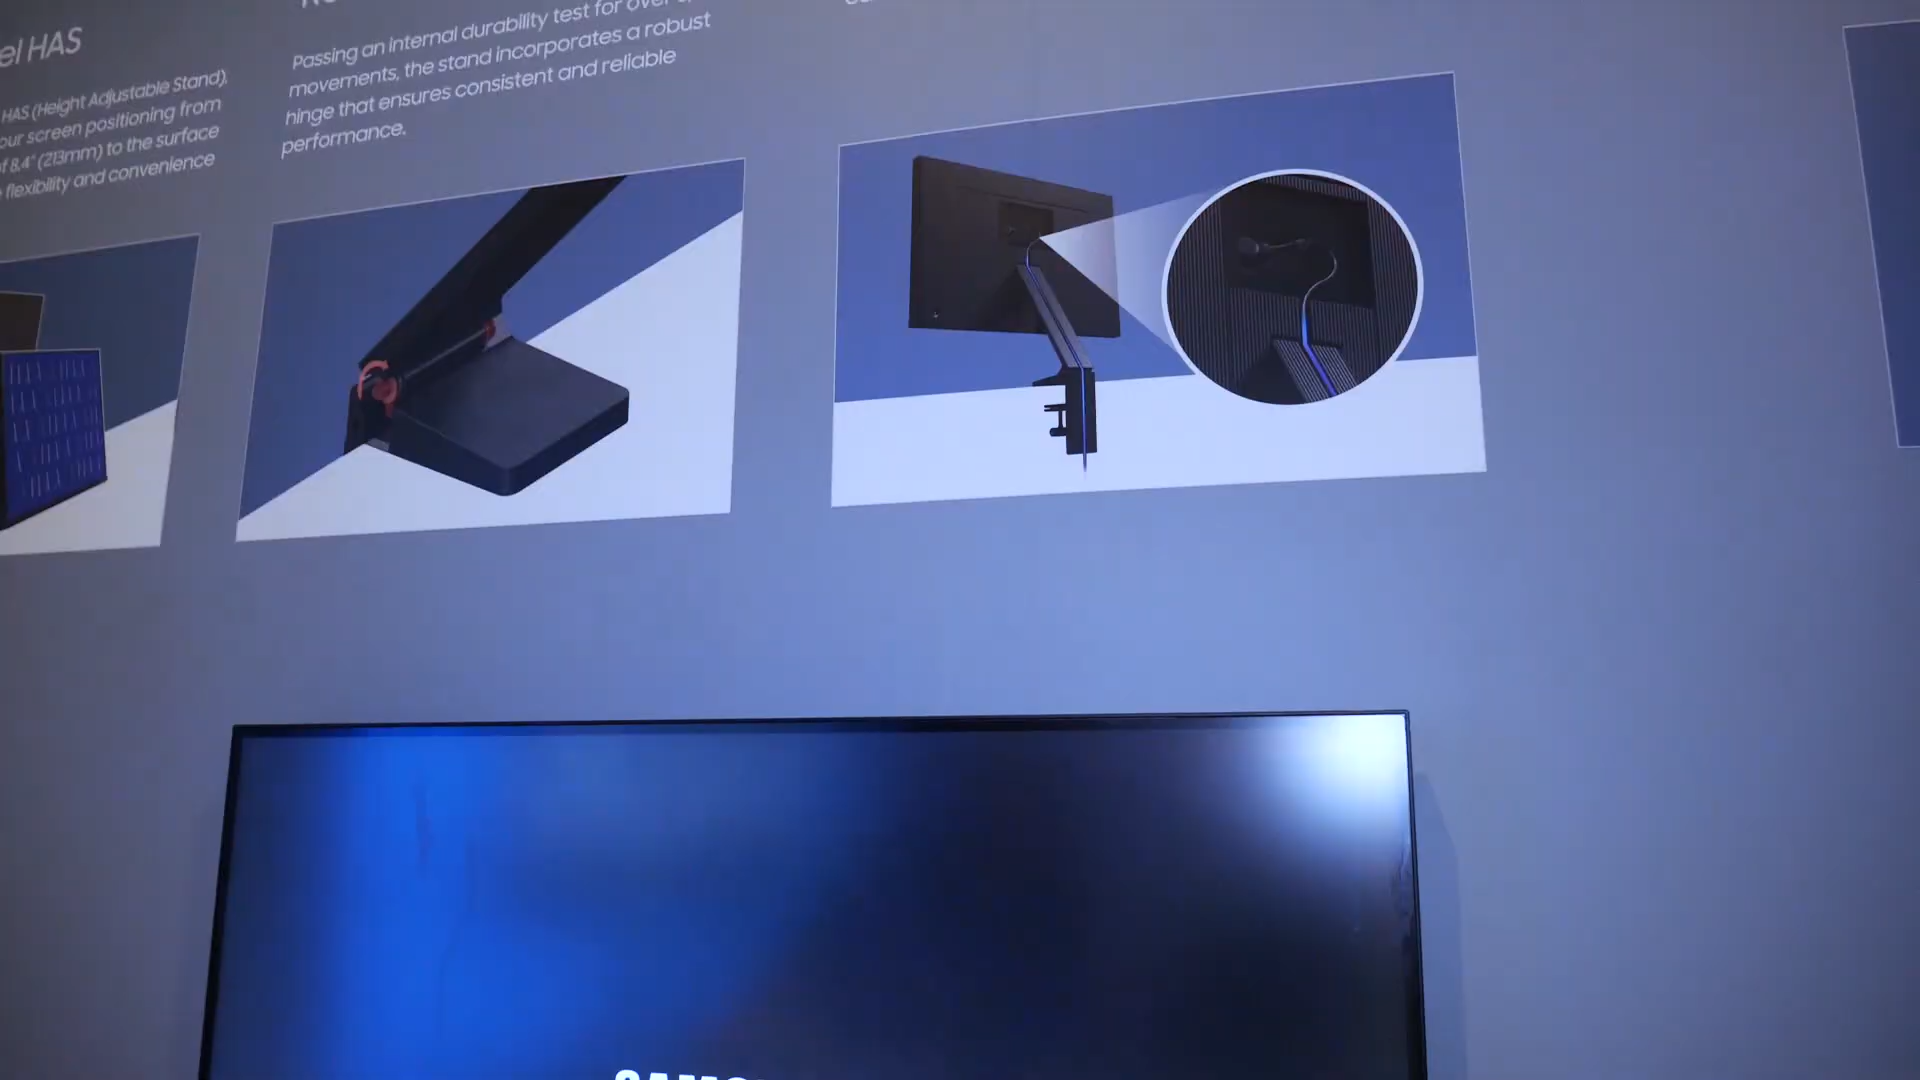 el HAS
HAS (Height Adjustable Stand),
our screen positioning from
of 8.4" (213mm) to the surface
flexibility and convenience
Passing an internal durability test for over
movements, the stand incorporates a robust
hinge that ensures consistent and reliable
performance.